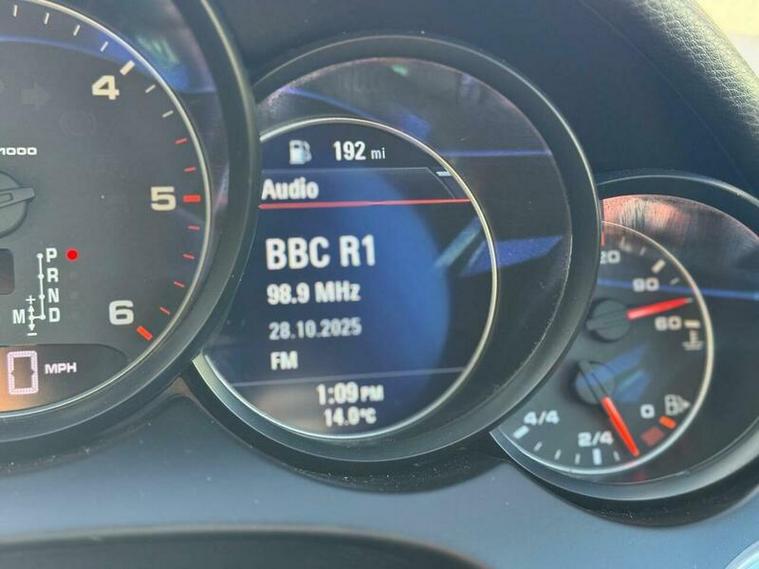 4
1000
5
6
P
R
N
M D
+
-
0 MPH
192 mi
Audio
BBC R1
98.9 MHz
28.10.2025
FM
1:09 PM
14.0°C
90
60
4/4
2/4
0